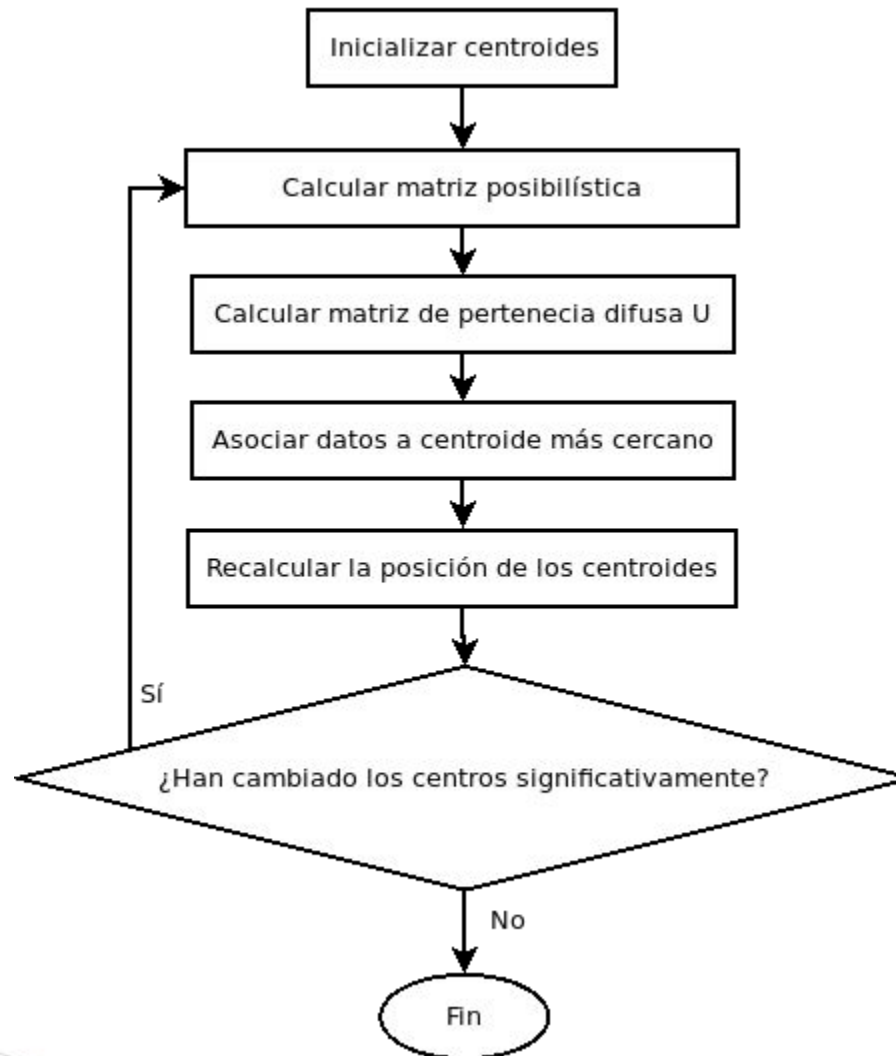 Inicializar centroides
Calcular matriz posibilística
Calcular matriz de pertenecia difusa U
Asociar datos a centroide más cercano
Recalcular la posición de los centroides
Sí
¿Han cambiado los centros significativamente?
No
Fin